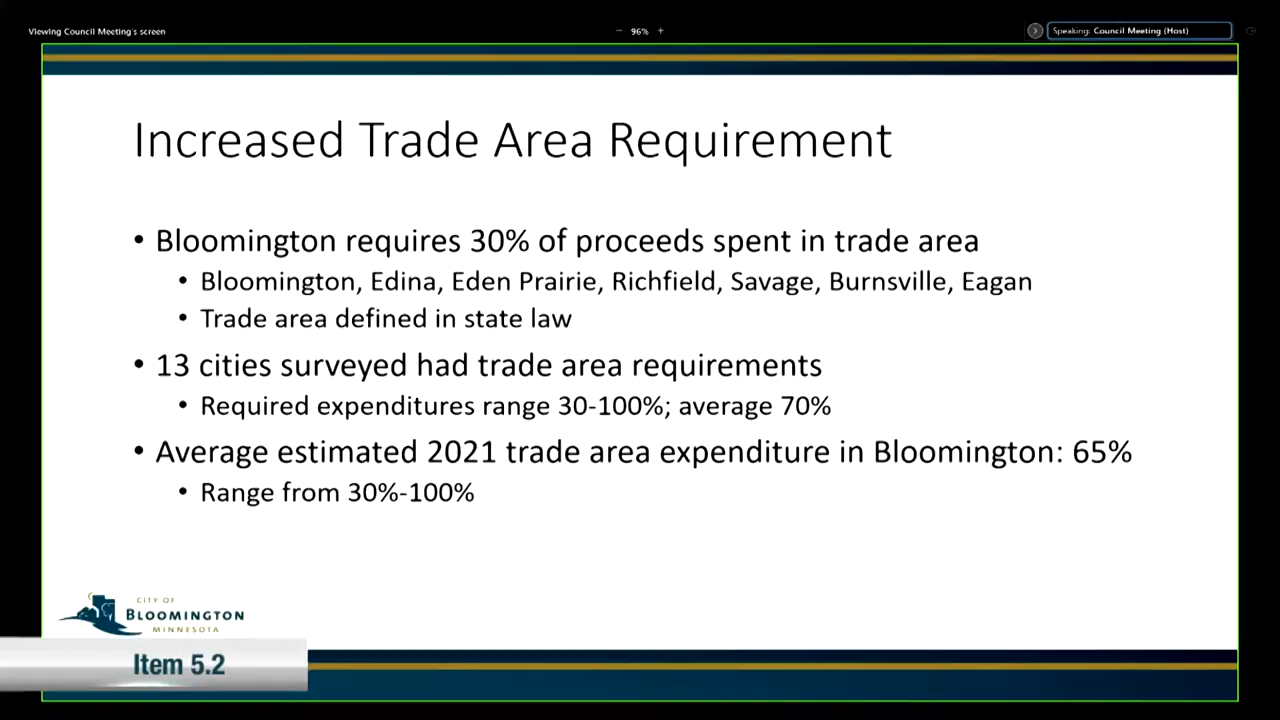 Viewing Council Meeting's screen
− 96% +
Speaking: Council Meeting (Host)
Increased Trade Area Requirement
• Bloomington requires 30% of proceeds spent in trade area
• Bloomington, Edina, Eden Prairie, Richfield, Savage, Burnsville, Eagan
• Trade area defined in state law
• 13 cities surveyed had trade area requirements
• Required expenditures range 30-100%; average 70%
• Average estimated 2021 trade area expenditure in Bloomington: 65%
• Range from 30%-100%
CITY OF
BLOOMINGTON
MINNESOTA
Item 5.2